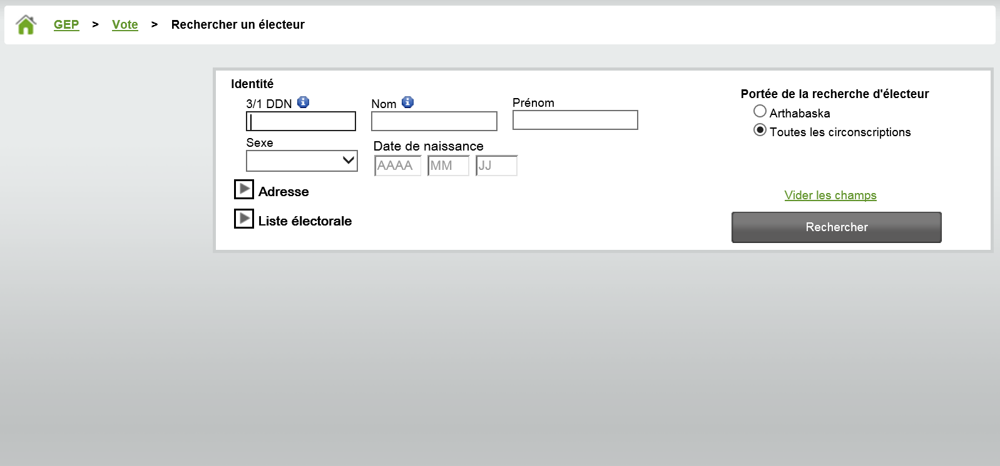 GEP > Vote > Rechercher un électeur
Identité
3/1 DDN
Nom
Prénom
Sexe
Date de naissance
AAAA MM JJ
Adresse
Liste électorale
Portée de la recherche d'électeur
Arthabaska
Toutes les circonscriptions
Vider les champs
Rechercher